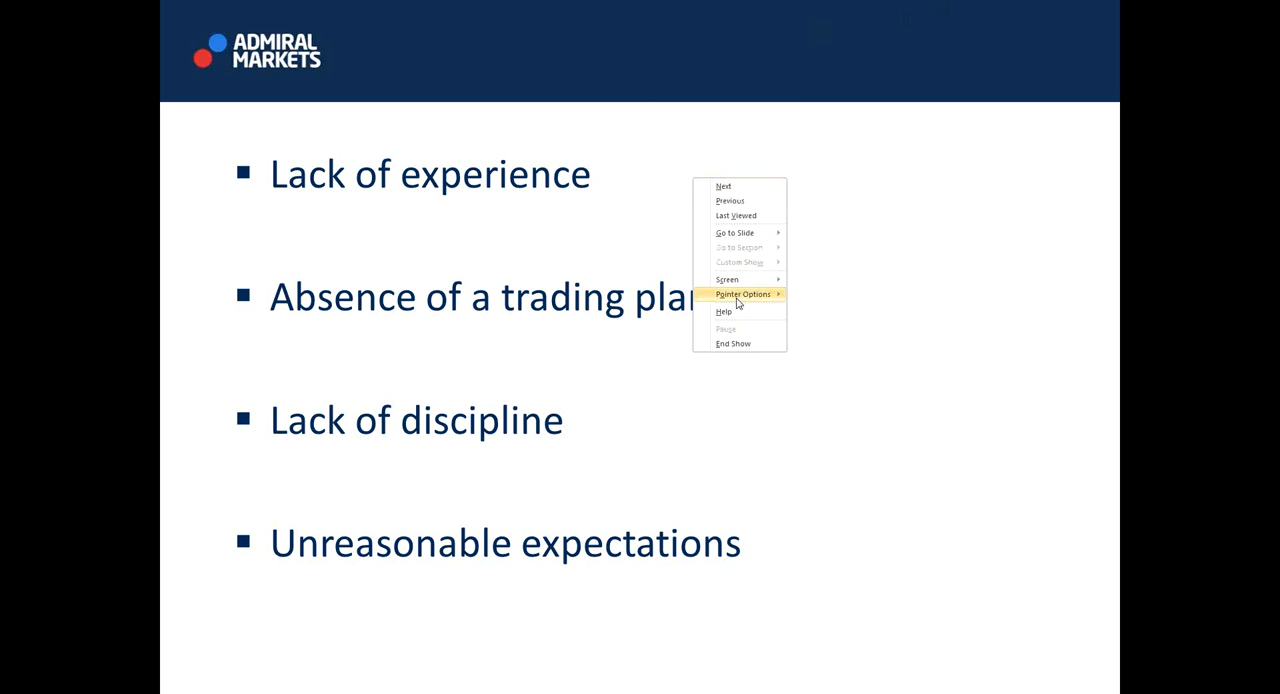 ADMIRAL
MARKETS
▪ Lack of experience
▪ Absence of a trading plan
▪ Lack of discipline
▪ Unreasonable expectations
Next
Previous
Last Viewed
Go to Slide
Go to Section
Custom Show
Screen
Pointer Options
Help
Pause
End Show